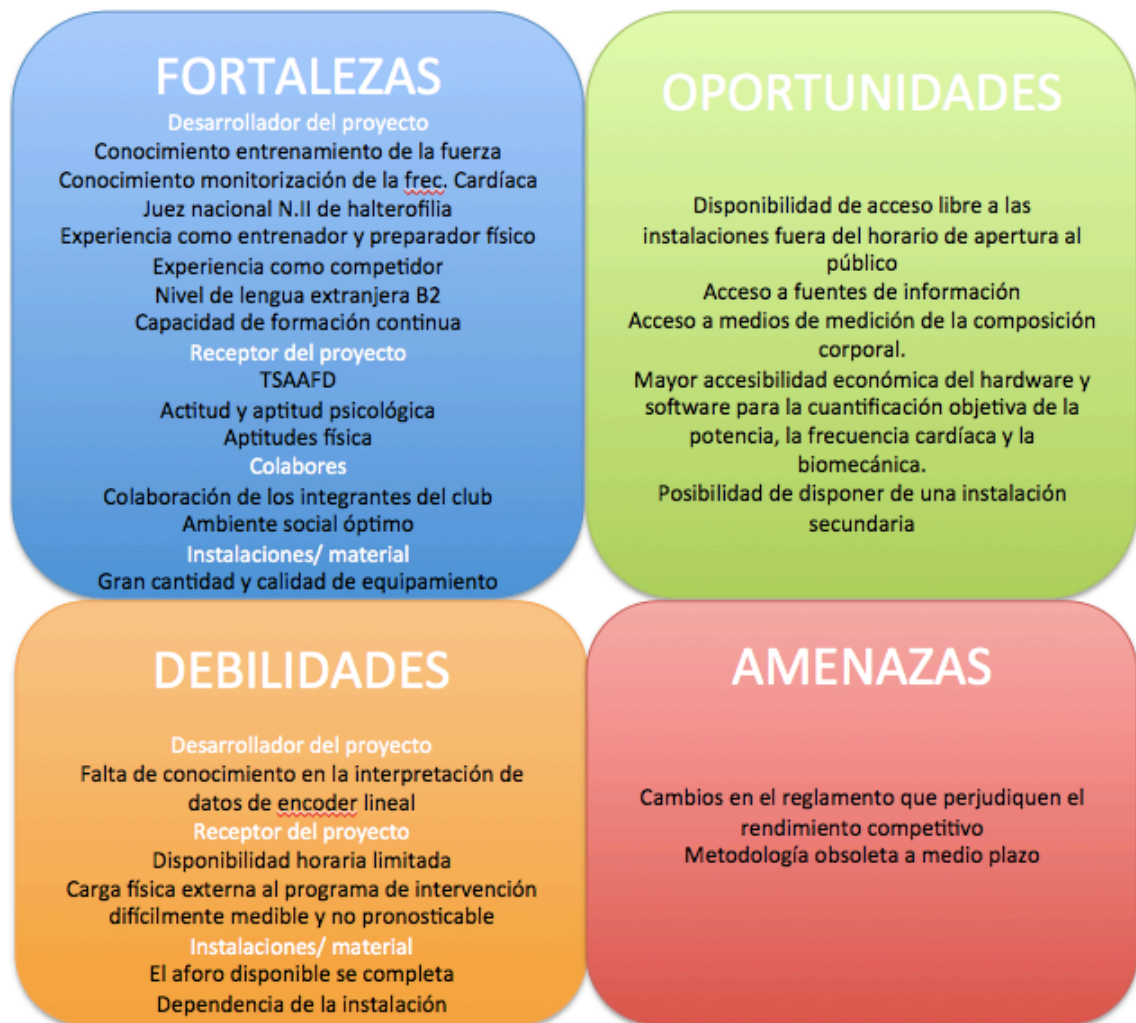 FORTALEZAS
Desarrollador del proyecto
Conocimiento entrenamiento de la fuerza
Conocimiento monitorización de la frec. Cardíaca
Juez nacional N.II de halterofilia
Experiencia como entrenador y preparador físico
Experiencia como competidor
Nivel de lengua extranjera B2
Capacidad de formación continua
Receptor del proyecto
TSAAFD
Actitud y aptitud psicológica
Aptitudes física
Colabores
Colaboración de los integrantes del club
Ambiente social óptimo
Instalaciones/ material
Gran cantidad y calidad de equipamiento
OPORTUNIDADES
Disponibilidad de acceso libre a las
instalaciones fuera del horario de apertura al
público
Acceso a fuentes de información
Acceso a medios de medición de la composición
corporal.
Mayor accesibilidad económica del hardware y
software para la cuantificación objetiva de la
potencia, la frecuencia cardíaca y la
biomecánica.
Posibilidad de disponer de una instalación
secundaria
DEBILIDADES
Desarrollador del proyecto
Falta de conocimiento en la interpretación de
datos de encoder lineal
Receptor del proyecto
Disponibilidad horaria limitada
Carga física externa al programa de intervención
difícilmente medible y no pronosticable
Instalaciones/ material
El aforo disponible se completa
Dependencia de la instalación
AMENAZAS
Cambios en el reglamento que perjudiquen el
rendimiento competitivo
Metodología obsoleta a medio plazo